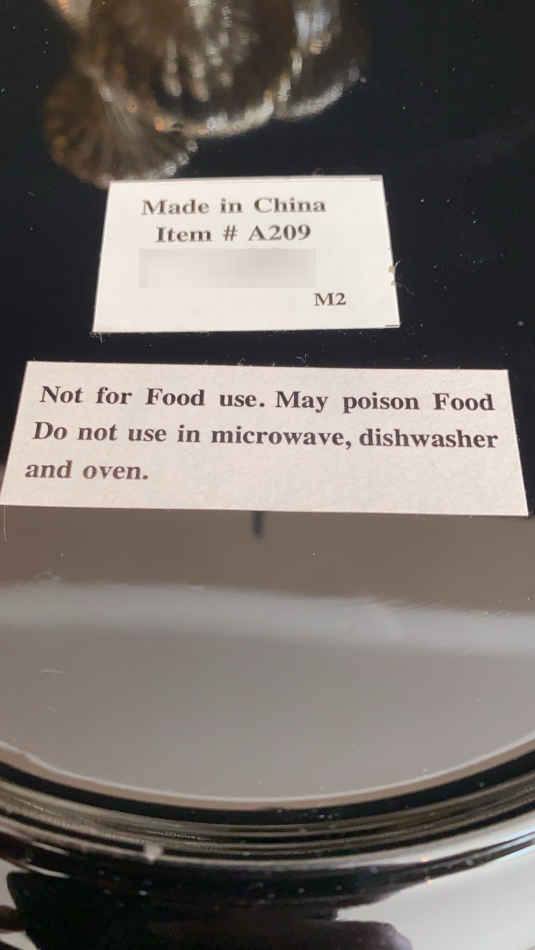 Made in China
Item # A209
M2
Not for Food use. May poison Food
Do not use in microwave, dishwasher
and oven.